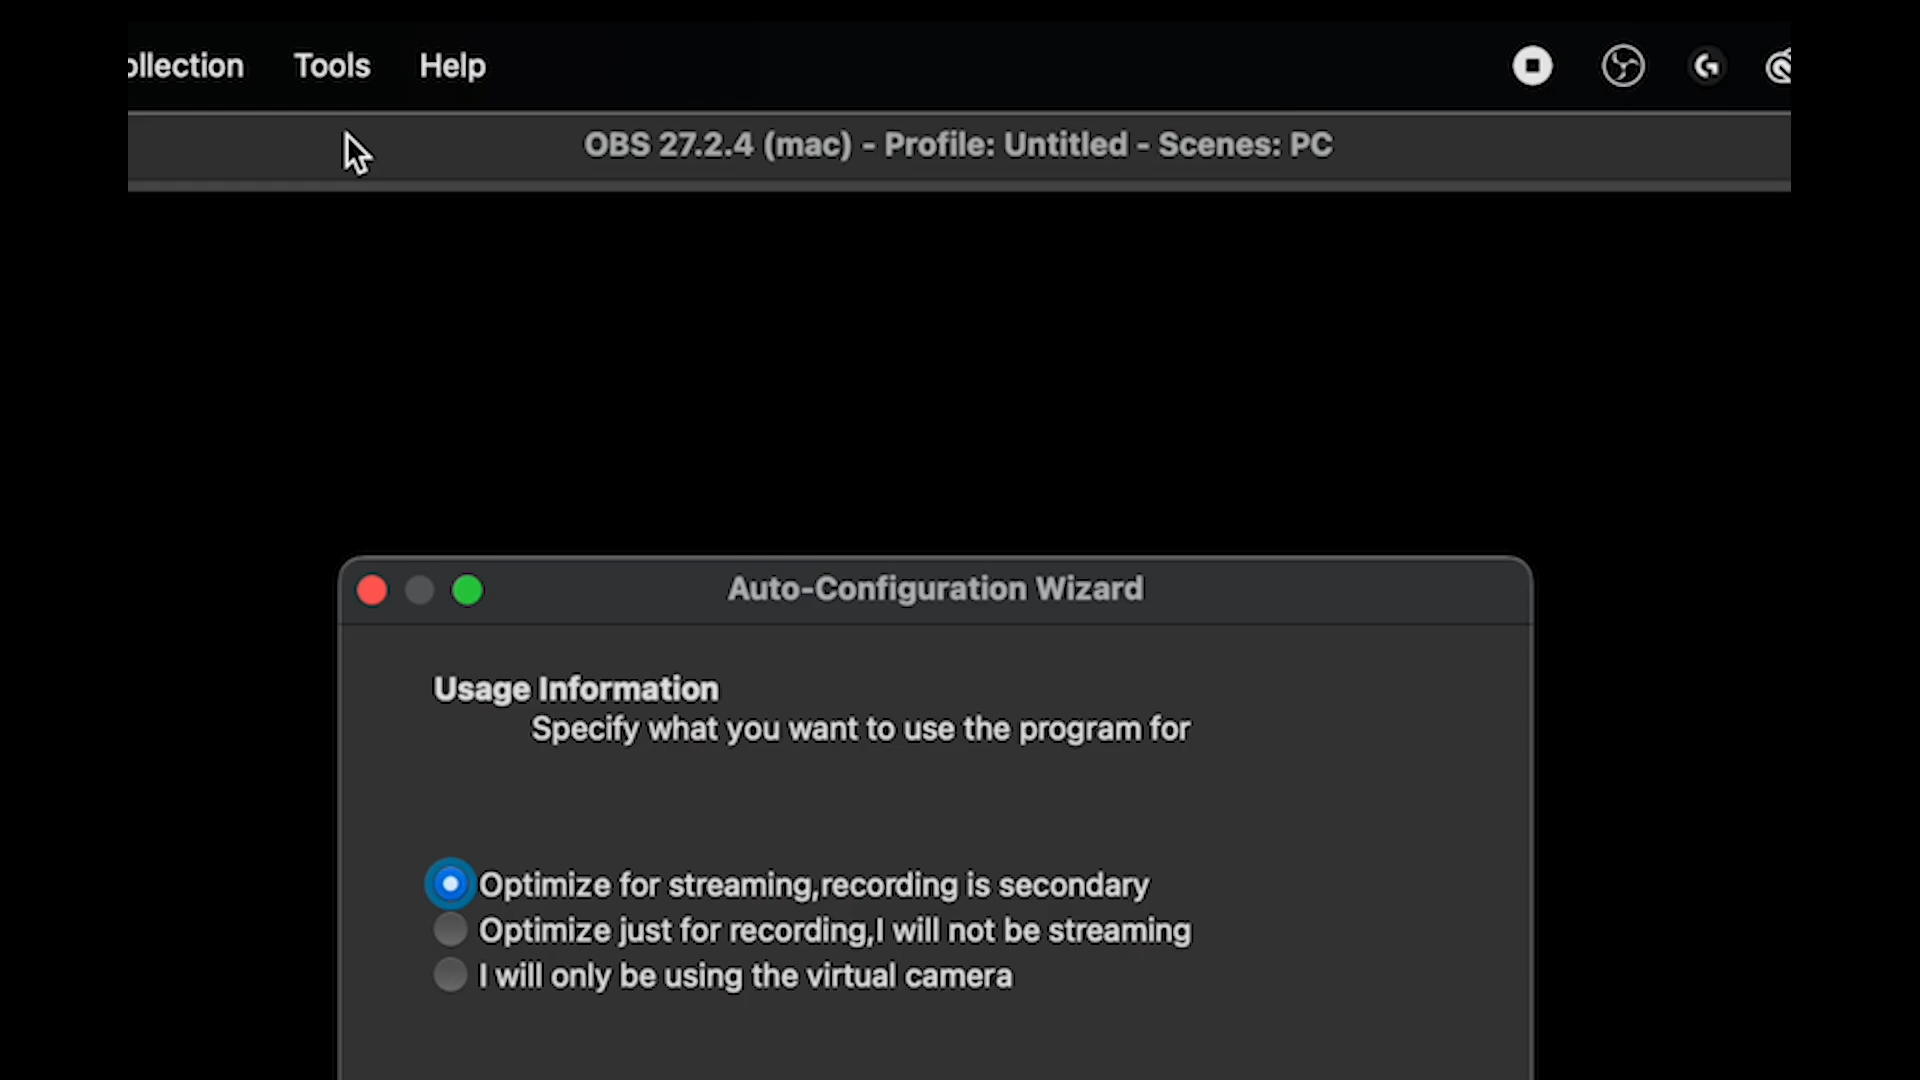 ollection Tools Help
OBS 27.2.4 (mac) - Profile: Untitled - Scenes: PC
Auto-Configuration Wizard
Usage Information
Specify what you want to use the program for
Optimize for streaming,recording is secondary
Optimize just for recording,I will not be streaming
I will only be using the virtual camera